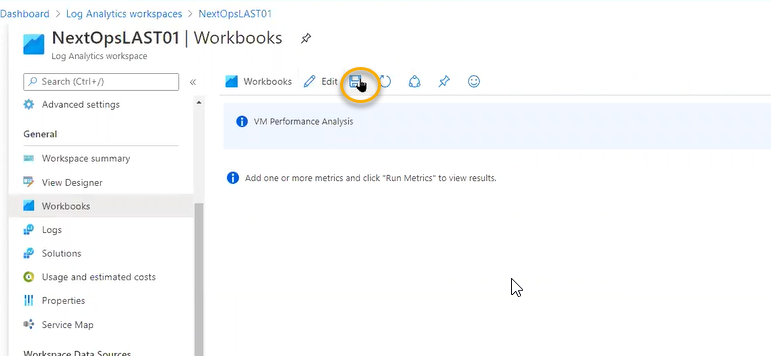 Dashboard > Log Analytics workspaces > NextOpsLAST01
NextOpsLAST01 | Workbooks
Log Analytics workspace
Search (Ctrl+/) «
Workbooks Edit
Advanced settings
General
Workspace summary
View Designer
Workbooks
Logs
Solutions
Usage and estimated costs
Properties
Service Map
Workspace Data Sources
VM Performance Analysis
Add one or more metrics and click "Run Metrics" to view results.